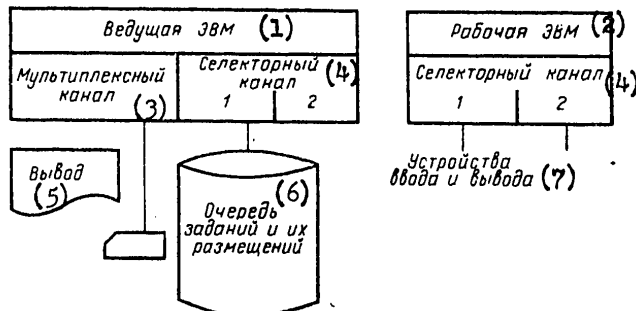 Ведущая ЭВМ (1)
Мультиплексный
канал
(3)
Селекторный
канал (4)
1 2
Вывод
(5)
(6)
Очередь
заданий и их
размещений
Рабочая ЭВМ (2)
Селекторный канал (4)
1 2
Устройства
ввода и вывода (7)